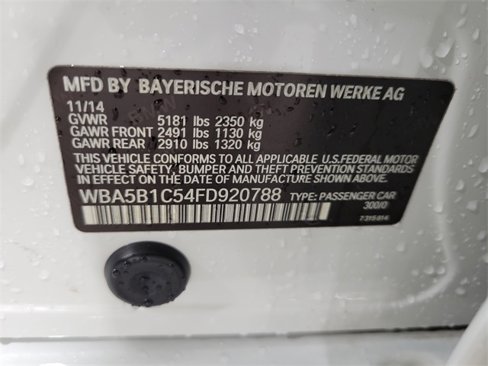 MFD BY BAYERISCHE MOTOREN WERKE AG
11/14
GVWR 5181 lbs 2350 kg
GAWR FRONT 2491 lbs 1130 kg
GAWR REAR 2910 lbs 1320 kg
THIS VEHICLE CONFORMS TO ALL APPLICABLE U.S.FEDERAL MOTOR
VEHICLE SAFETY, BUMPER AND THEFT PREVENTION STANDARDS
IN EFFECT ON THE DATE OF MANUFACTURE SHOWN ABOVE.
WBA5B1C54FD920788 TYPE: PASSENGER CAR
300/0
7315814